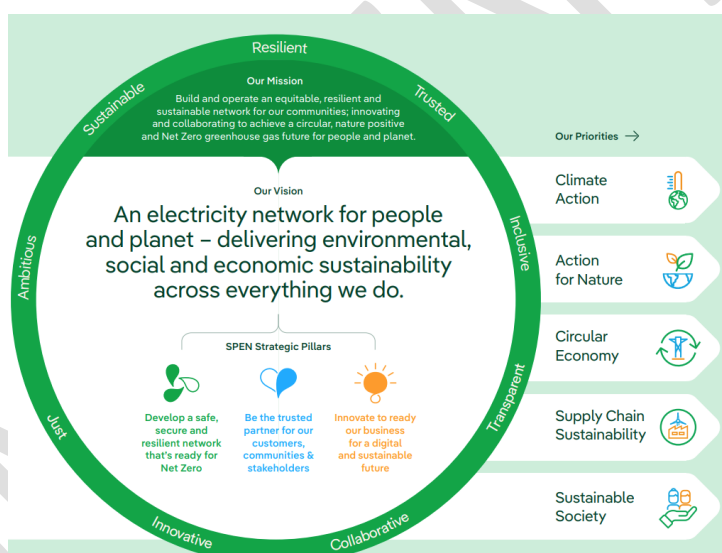 Resilient
Sustainable
Trusted
Ambitious
Inclusive
Just
Transparent
Innovative
Collaborative
Our Mission
Build and operate an equitable, resilient and
sustainable network for our communities; innovating
and collaborating to achieve a circular, nature positive
and Net Zero greenhouse gas future for people and planet.
Our Vision
An electricity network for people
and planet – delivering environmental,
social and economic sustainability
across everything we do.
SPEN Strategic Pillars
Develop a safe,
secure and
resilient network
that's ready for
Net Zero
Be the trusted
partner for our
customers,
communities &
stakeholders
Innovate to ready
our business
for a digital
and sustainable
future
Our Priorities →
Climate
Action
Action
for Nature
Circular
Economy
Supply Chain
Sustainability
Sustainable
Society